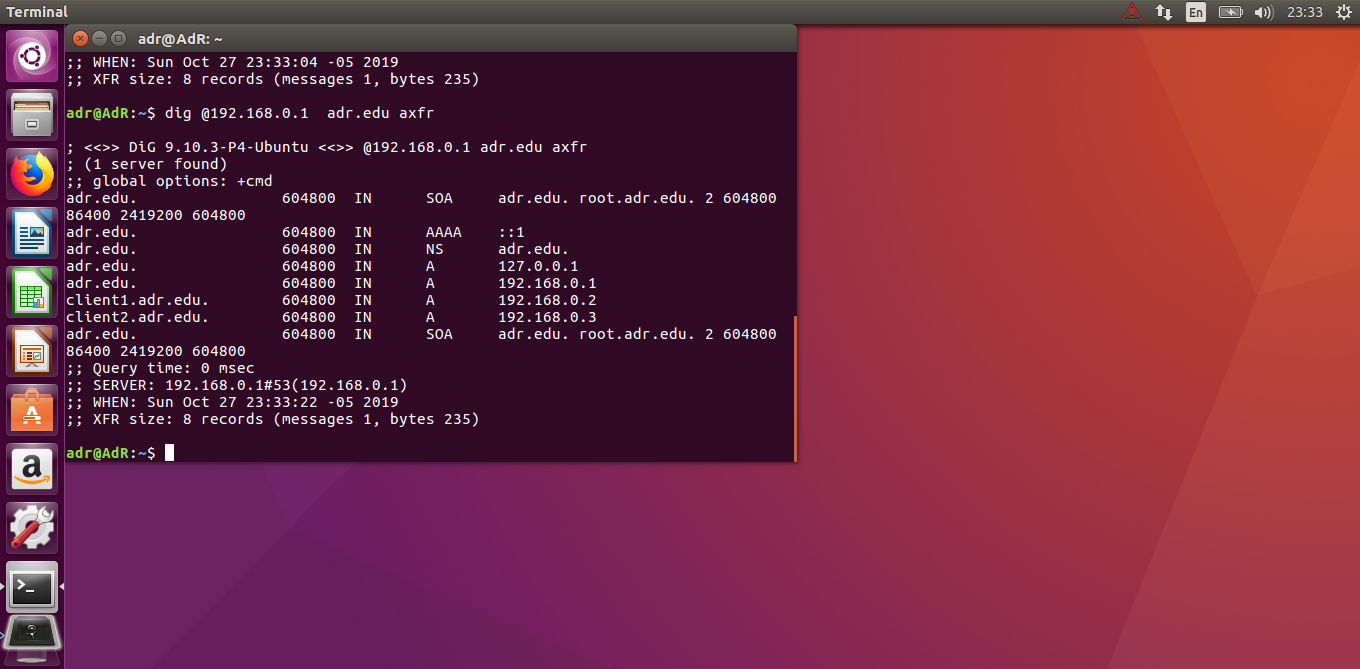 Terminal
En
23:33
adr@AdR: ~
;; WHEN: Sun Oct 27 23:33:04 -05 2019
;; XFR size: 8 records (messages 1, bytes 235)
adr@AdR:~$ dig @192.168.0.1  adr.edu axfr
; <<>> DiG 9.10.3-P4-Ubuntu <<>> @192.168.0.1 adr.edu axfr
; (1 server found)
;; global options: +cmd
adr.edu.                604800  IN      SOA     adr.edu. root.adr.edu. 2 604800
86400 2419200 604800
adr.edu.                604800  IN      AAAA    ::1
adr.edu.                604800  IN      NS      adr.edu.
adr.edu.                604800  IN      A       127.0.0.1
adr.edu.                604800  IN      A       192.168.0.1
client1.adr.edu.        604800  IN      A       192.168.0.2
client2.adr.edu.        604800  IN      A       192.168.0.3
adr.edu.                604800  IN      SOA     adr.edu. root.adr.edu. 2 604800
86400 2419200 604800
;; Query time: 0 msec
;; SERVER: 192.168.0.1#53(192.168.0.1)
;; WHEN: Sun Oct 27 23:33:22 -05 2019
;; XFR size: 8 records (messages 1, bytes 235)
adr@AdR:~$